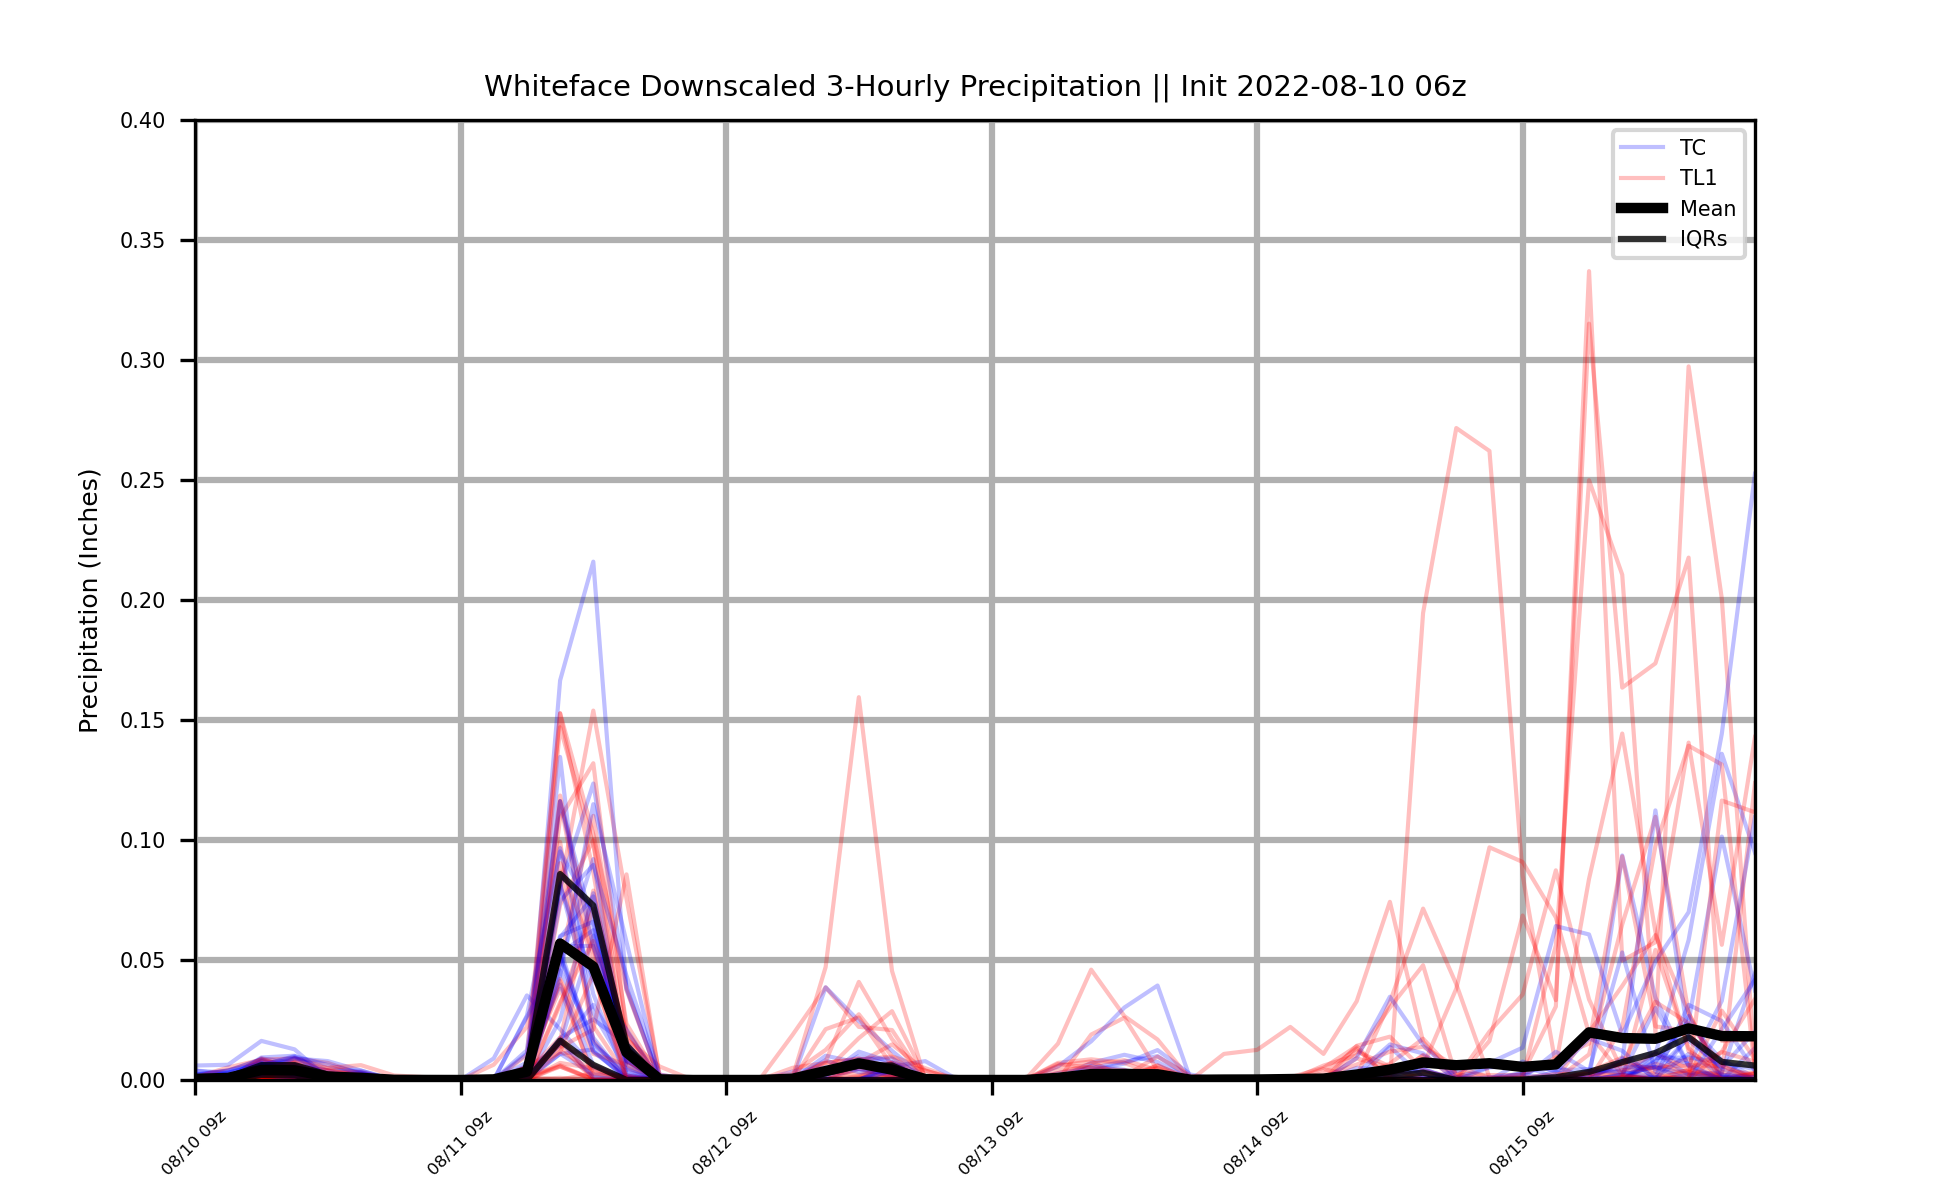 Whiteface Downscaled 3-Hourly Precipitation || Init 2022-08-10 06z
TC
TL1
Mean
IQRs
Precipitation (Inches)
0.40
0.35
0.30
0.25
0.20
0.15
0.10
0.05
0.00
08/10 09z
08/11 09z
08/12 09z
08/13 09z
08/14 09z
08/15 09z